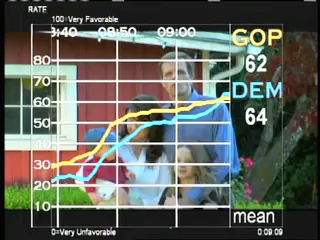 RATE
100=Very Favorable
8:40 08:50 09:00
GOP
62
DEM
64
80
70
60
50
40
30
20
10
mean
0=Very Unfavorable
0:09:09